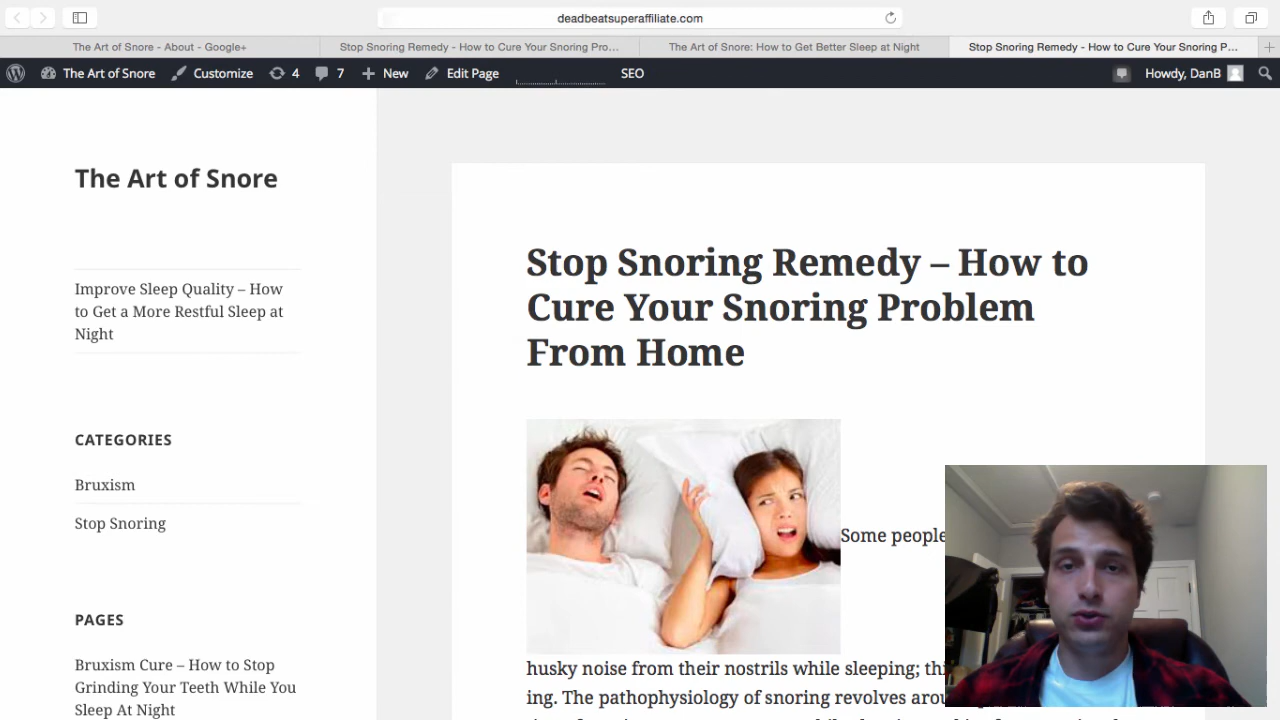 deadbeatsuperaffiliate.com
The Art of Snore - About - Google+
Stop Snoring Remedy - How to Cure Your Snoring Pro...
The Art of Snore: How to Get Better Sleep at Night
Stop Snoring Remedy - How to Cure Your Snoring P...
The Art of Snore
Customize
4
7
New
Edit Page
SEO
Howdy, DanB
The Art of Snore
Improve Sleep Quality – How
to Get a More Restful Sleep at
Night
CATEGORIES
Bruxism
Stop Snoring
PAGES
Bruxism Cure – How to Stop
Grinding Your Teeth While You
Sleep At Night
Stop Snoring Remedy – How to
Cure Your Snoring Problem
From Home
Some people
husky noise from their nostrils while sleeping;
ing. The pathophysiology of snoring revolves